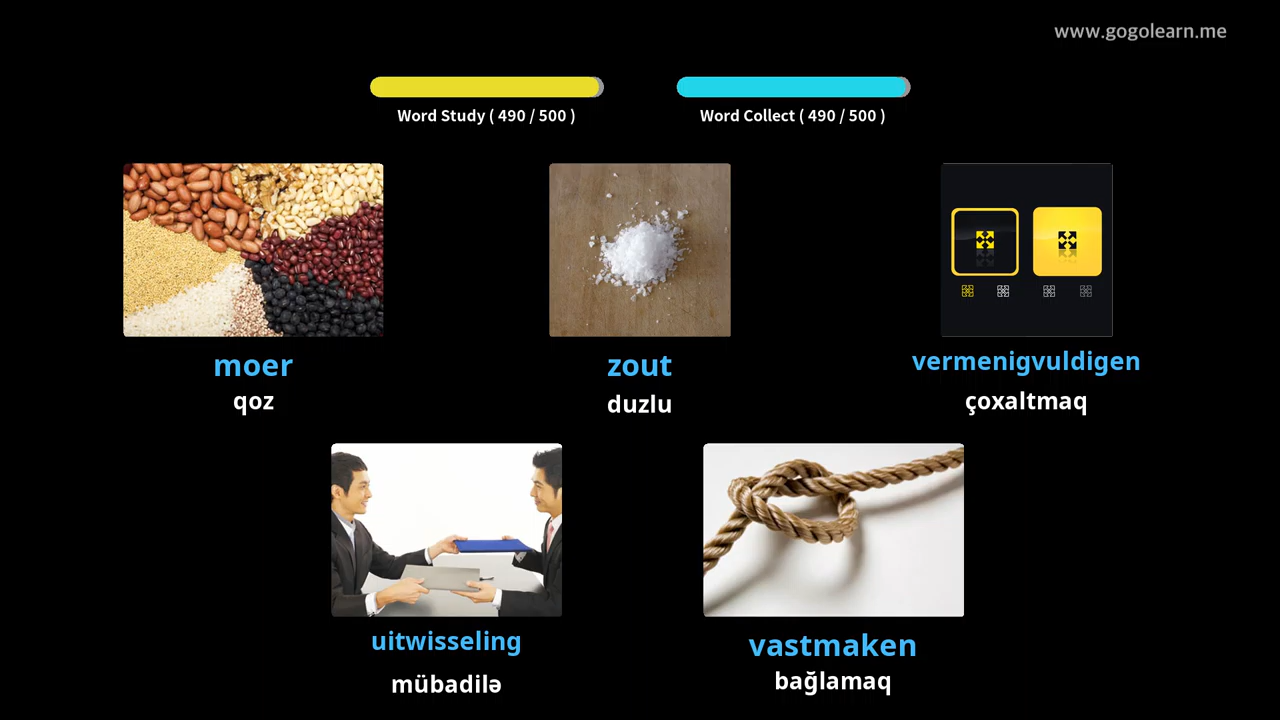 www.gogolearn.me
Word Study ( 490 / 500 )
Word Collect ( 490 / 500 )
moer
qoz
zout
duzlu
vermenigvuldigen
çoxaltmaq
uitwisseling
mübadilə
vastmaken
bağlamaq